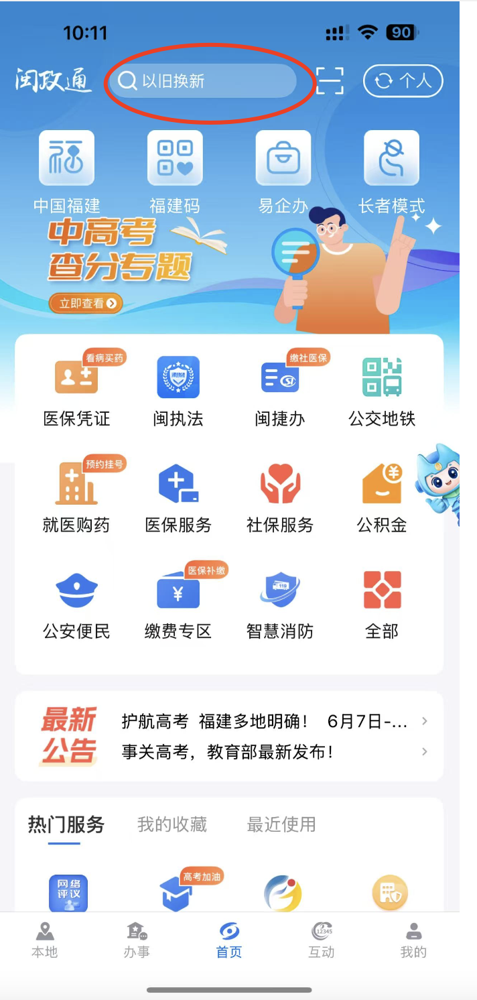 10:11
90
闽政通
以旧换新
个人
中国福建
福建码
易企办
长者模式
中高考
查分专题
立即查看
看病买药
缴社医保
医保凭证
闽执法
闽捷办
公交地铁
预约挂号
就医购药
医保服务
社保服务
公积金
医保补缴
119
公安便民
缴费专区
智慧消防
全部
最新
公告
护航高考 福建多地明确！ 6月7日-...
事关高考，教育部最新发布！
热门服务
我的收藏
最近使用
网络
评议
高考加油
12345
本地
办事
首页
互动
我的